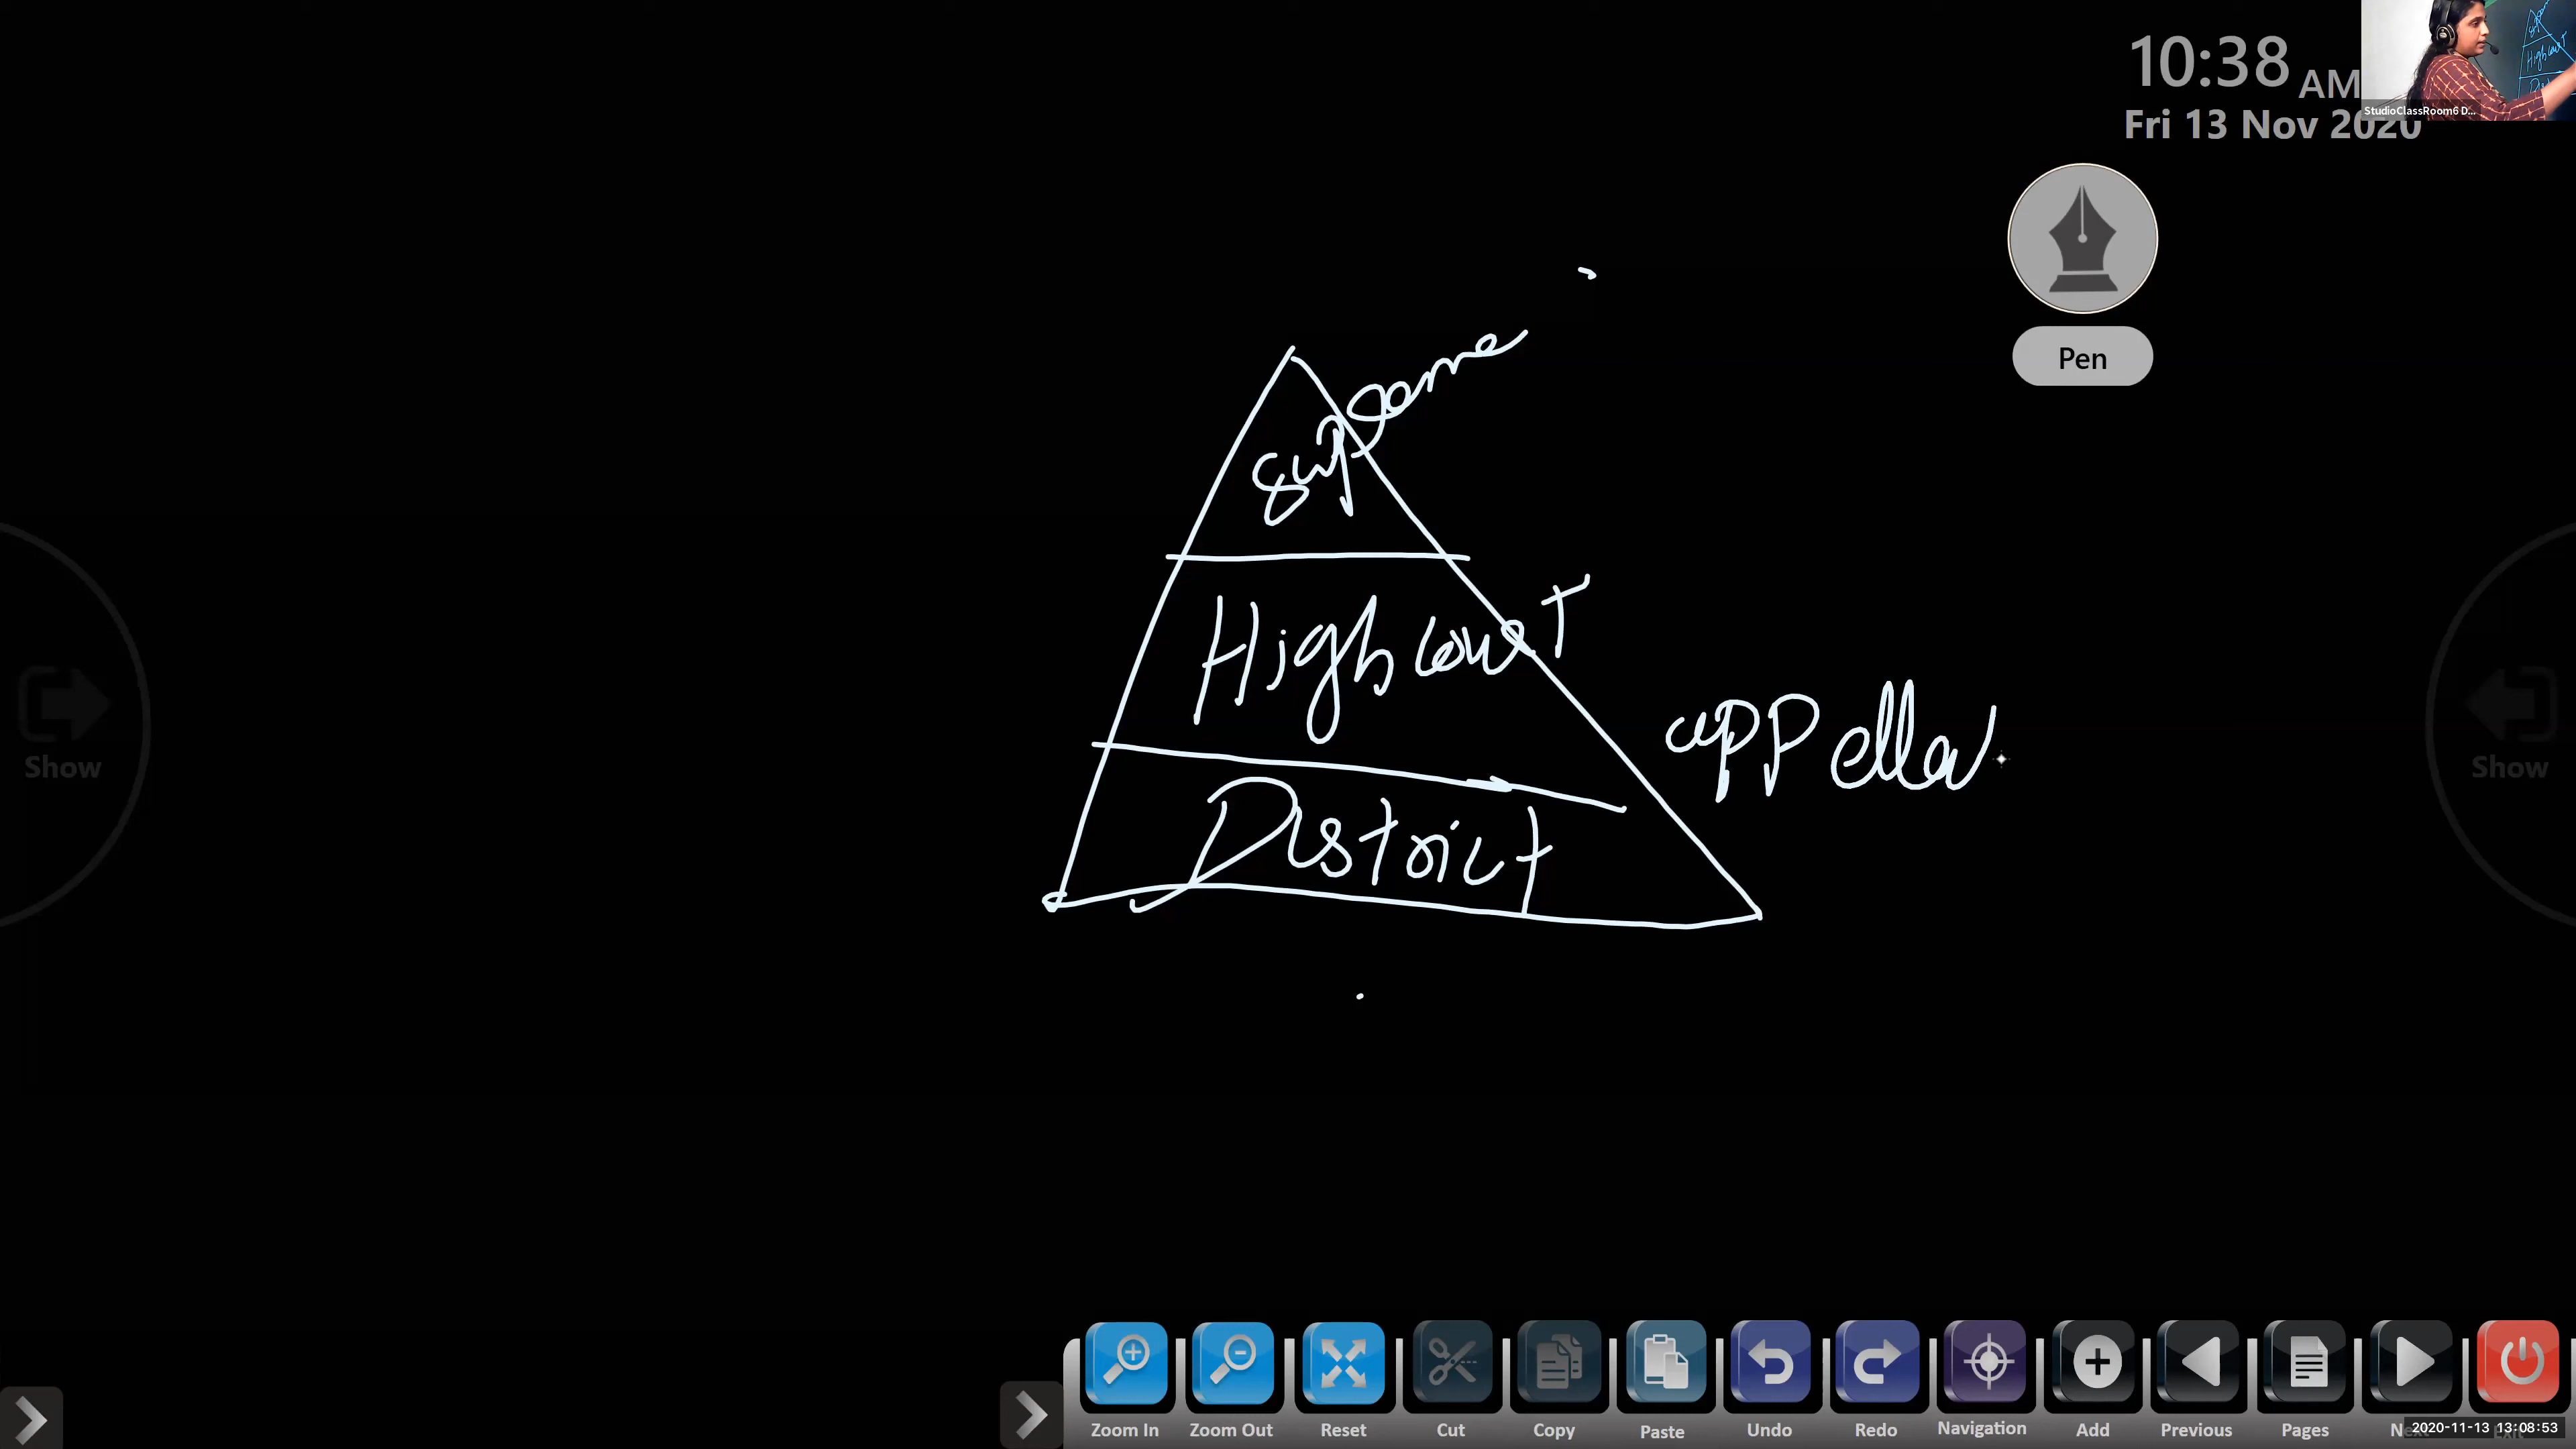 10:38 AM
Fri 13 Nov 2020
StudioClassRoom6 D...
Pen
supreme
High court
appella
District
Show
Show
Zoom In
Zoom Out
Reset
Cut
Copy
Paste
Undo
Redo
Navigation
Add
Previous
Pages
2020-11-13 13:08:53